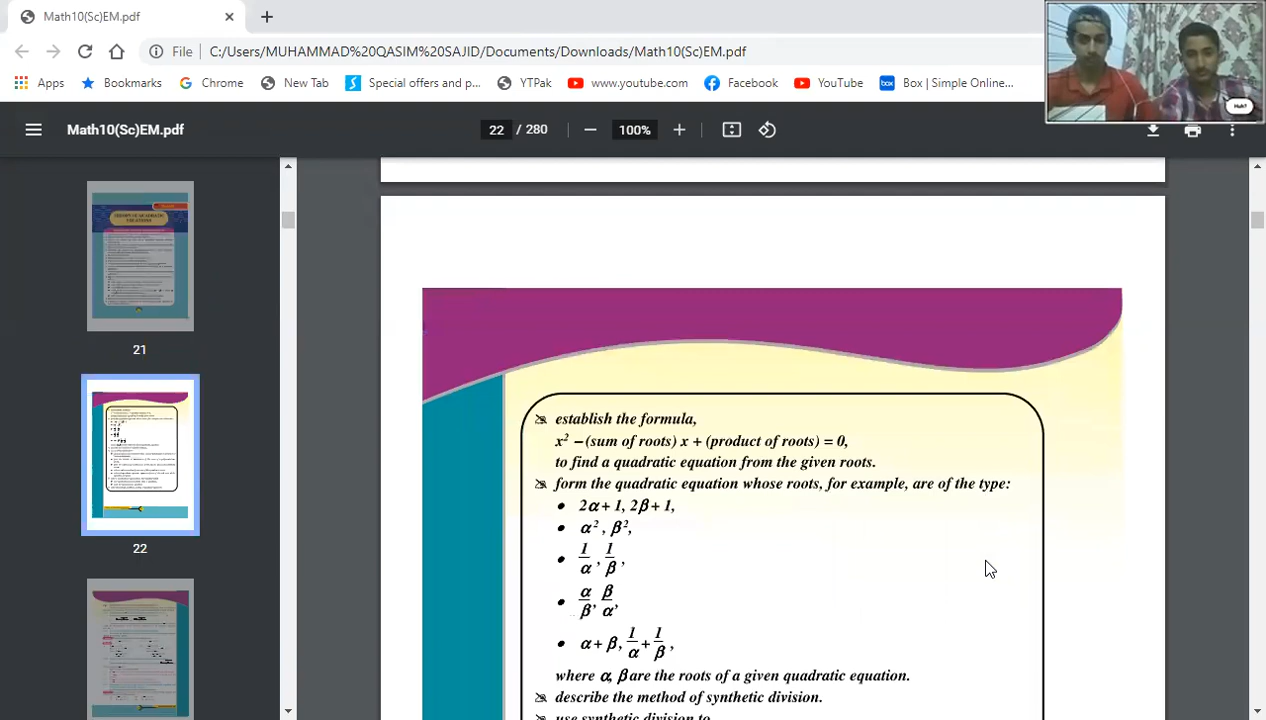 Math10(Sc)EM.pdf
File C:/Users/MUHAMMAD%20QASIM%20SAJID/Documents/Downloads/Math10(Sc)EM.pdf
Apps Bookmarks Chrome New Tab Special offers and p... YTPak www.youtube.com Facebook YouTube Box | Simple Online...
Huh?
Math10(Sc)EM.pdf 22 / 280 100%
21
22
establish the formula,
x² – (sum of roots) x + (product of roots) = 0,
to find a quadratic equation from the given roots.
form the quadratic equation whose roots, for example, are of the type:
• 2α + 1, 2β + 1,
• α², β²,
• 1/α, 1/β,
• α/β, β/α,
• α + β, 1/α + 1/β,
where α, β are the roots of a given quadratic equation.
describe the method of synthetic division.
use synthetic division to